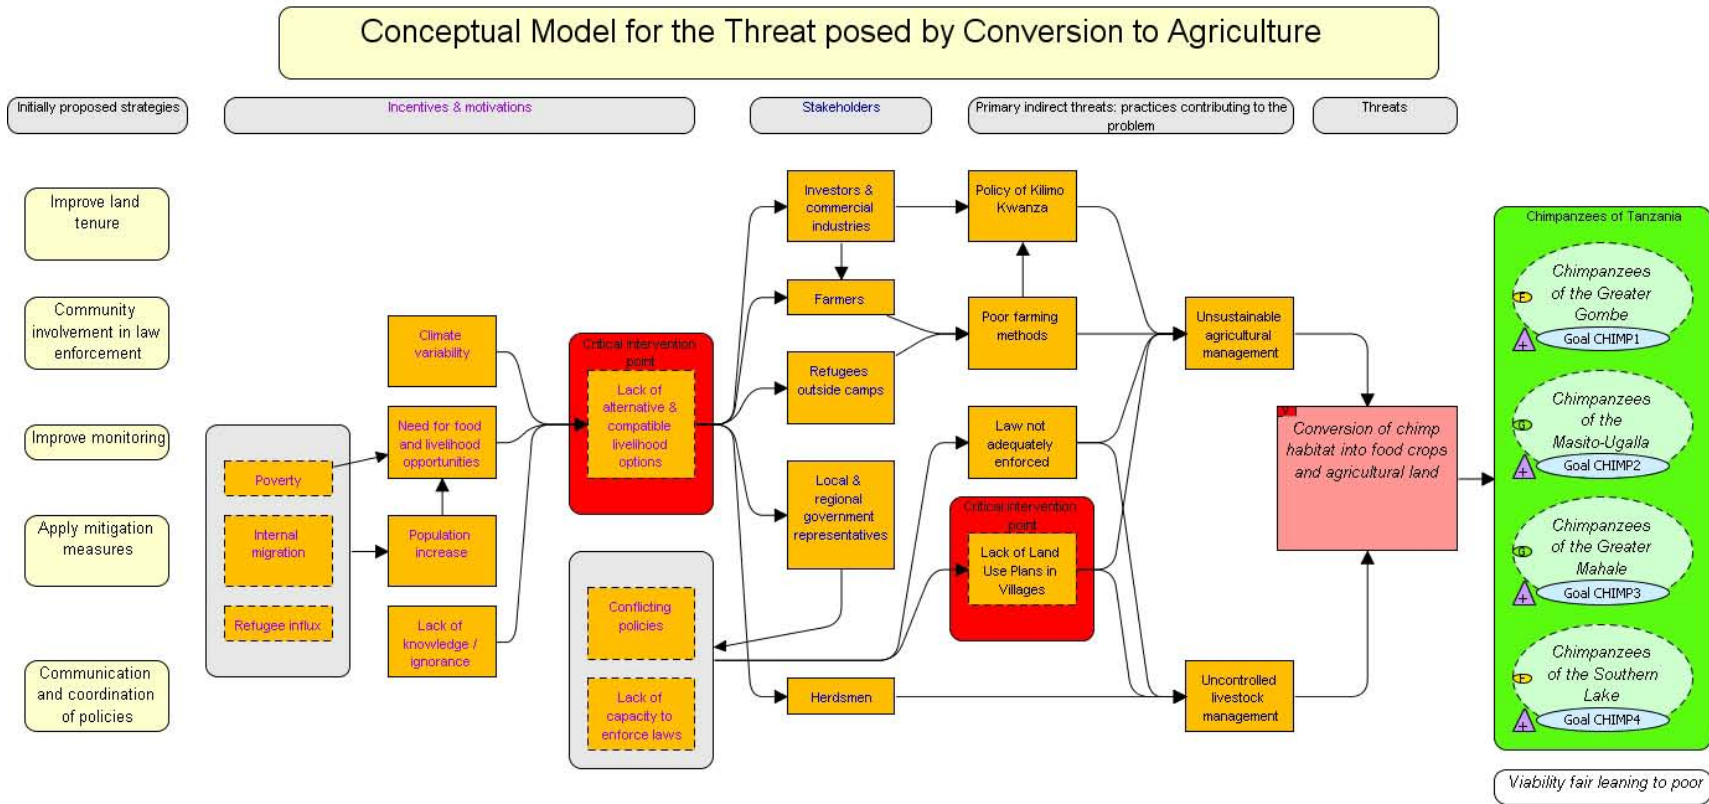 Conceptual Model for the Threat posed by Conversion to Agriculture
Initially proposed strategies
Incentives & motivations
Stakeholders
Primary indirect threats: practices contributing to the
problem
Threats
Improve land
tenure
Community
involvement in law
enforcement
Improve monitoring
Apply mitigation
measures
Communication
and coordination
of policies
Poverty
Internal
migration
Refugee influx
Climate
variability
Need for food
and livelihood
opportunities
Population
increase
Lack of
knowledge /
ignorance
Critical intervention
point
Lack of
alternative &
compatible
livelihood
options
Conflicting
policies
Lack of
capacity to
enforce laws
Investors &
commercial
industries
Farmers
Refugees
outside camps
Local &
regional
government
representatives
Herdsmen
Policy of Kilimo
Kwanza
Poor farming
methods
Law not
adequately
enforced
Critical intervention
point
Lack of Land
Use Plans in
Villages
Unsustainable
agricultural
management
Uncontrolled
livestock
management
Conversion of chimp
habitat into food crops
and agricultural land
Chimpanzees of Tanzania
Chimpanzees
of the Greater
Gombe
F
Goal CHIMP1
Chimpanzees
of the
Masito-Ugalla
G
Goal CHIMP2
Chimpanzees
of the Greater
Mahale
G
Goal CHIMP3
Chimpanzees
of the Southern
Lake
F
Goal CHIMP4
Viability fair leaning to poor